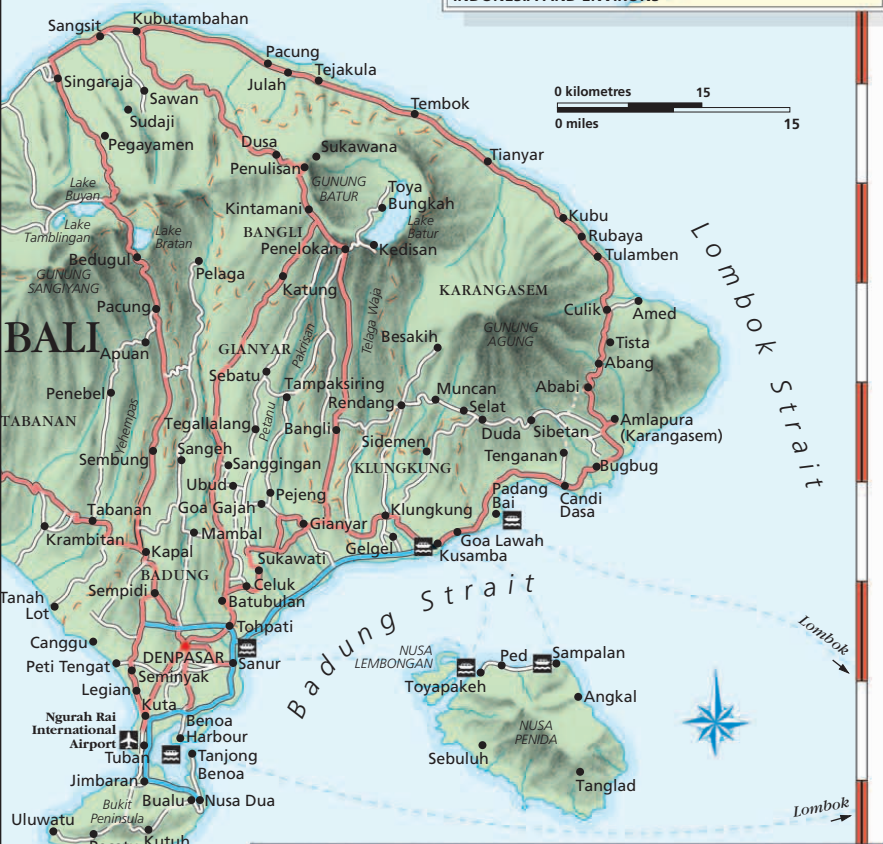 Kubutambahan
Sangsit
Pacung
Singaraja
Julah
Tejakula
Sawan
0 kilometres 15
Tembok
Sudaji
0 miles 15
Pegayamen
Dusa
Sukawana
Tianyar
Penulisan
GUNUNG
BATUR
Toya
Bungkah
Lake
Buyan
Kintamani
Lake
Batur
Kubu
Lake
Tamblingan
Lake
Bratan
BANGLI
Rubaya
Penelokan
Kedisan
Tulamben
Bedugul
Pelaga
GUNUNG
SANGIYANG
Katung
KARANGASEM
Lombok Strait
Pacung
Culik
Amed
BALI
Pakrisan
Telaga Waja
Besakih
GUNUNG
AGUNG
Tista
Apuan
GIANYAR
Abang
Sebatu
Tampaksiring
Ababi
Penebel
Muncan
Rendang
Selat
TABANAN
Yehempas
Petanu
Tegallalang
Bangli
Duda
Sibetan
Amlapura
(Karangasem)
Sidemen
Sembung
Sangeh
Sanggingan
KLUNGKUNG
Tenganan
Bugbug
Ubud
Pejeng
Padang
Bai
Candi
Dasa
Goa Gajah
Tabanan
Klungkung
Gianyar
Krambitan
Mambal
Goa Lawah
Kapal
Gelgel
Kusamba
Sukawati
BADUNG
Celuk
Sempidi
Batubulan
Tanah
Lot
Tohpati
Badung Strait
Lombok
Canggu
DENPASAR
NUSA
LEMBONGAN
Ped
Sampalan
Peti Tengat
Sanur
Seminyak
Toyapakeh
Legian
Angkal
Kuta
Ngurah Rai
International
Airport
Benoa
Harbour
NUSA
PENIDA
Tuban
Tanjong
Benoa
Sebuluh
Jimbaran
Tanglad
Bualu
Nusa Dua
Bukit
Peninsula
Lombok
Uluwatu
Kutuh